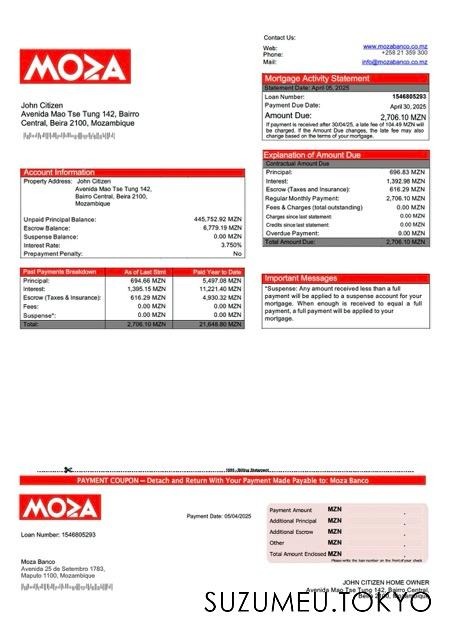 Contact Us:
Web: www.mozabanco.co.mz
Phone: +258 21 359 300
Mail: info@mozabanco.co.mz
MOZA
Mortgage Activity Statement
Statement Date: April 05, 2025
Loan Number: 1546805293
Payment Due Date: April 30, 2025
Amount Due: 2,706.10 MZN
If payment is received after 30/04/25, a late fee of 104.49 MZN will
be charged. If the Amount Due changes, the late fee may also
change based on the terms of your mortgage.
John Citizen
Avenida Mao Tse Tung 142, Bairro
Central, Beira 2100, Mozambique
Explanation of Amount Due
Contractual Amount Due
Principal: 696.83 MZN
Interest: 1,392.98 MZN
Escrow (Taxes and Insurance): 616.29 MZN
Regular Monthly Payment: 2,706.10 MZN
Fees & Charges (total outstanding) 0.00 MZN
Charges since last statement: 0.00 MZN
Credits since last statement: 0.00 MZN
Overdue Payment: 0.00 MZN
Total Amount Due: 2,706.10 MZN
Account Information
Property Address: John Citizen
Avenida Mao Tse Tung 142,
Bairro Central, Beira 2100,
Mozambique
Unpaid Principal Balance: 445,752.92 MZN
Escrow Balance: 6,779.19 MZN
Suspense Balance: 0.00 MZN
Interest Rate: 3.750%
Prepayment Penalty: No
Past Payments Breakdown As of Last Stmt Paid Year to Date
Principal: 694.66 MZN 5,497.08 MZN
Interest: 1,395.15 MZN 11,221.40 MZN
Escrow (Taxes & Insurance): 616.29 MZN 4,930.32 MZN
Fees: 0.00 MZN 0.00 MZN
Suspense*: 0.00 MZN 0.00 MZN
Total: 2,706.10 MZN 21,648.80 MZN
Important Messages
*Suspense: Any amount received less than a full
payment will be applied to a suspense account for your
mortgage. When enough is received to equal a full
payment, a full payment will be applied to your
mortgage.
Billing Statement
PAYMENT COUPON – Detach and Return With Your Payment Made Payable to: Moza Banco
MOZA
Loan Number: 1546805293
Payment Date: 05/04/2025
Payment Amount MZN .
Additional Principal MZN .
Additional Escrow MZN .
Other MZN .
Total Amount Enclosed MZN .
Please write the loan number on the front of your check
Moza Banco
Avenida 25 de Setembro 1783,
Maputo 1100, Mozambique
JOHN CITIZEN HOME OWNER
Avenida Mao Tse Tung 142, Bairro Central,
SUZUMEU.TOKYO